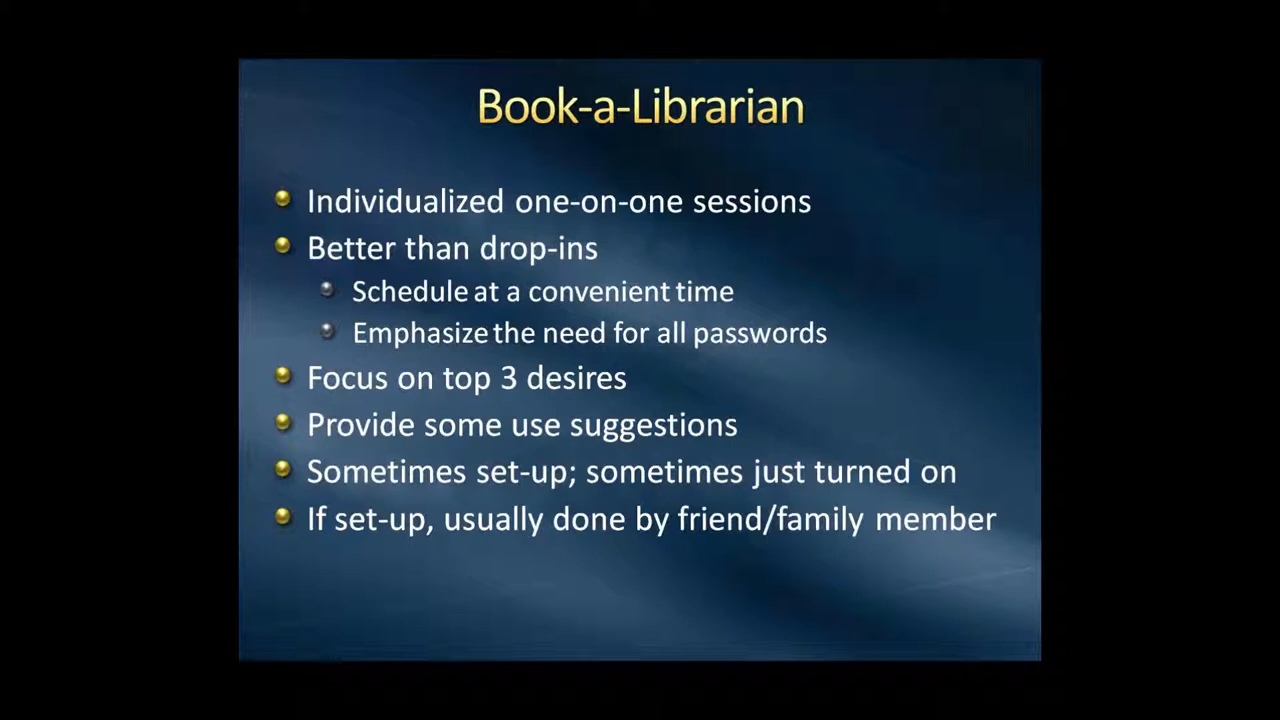 Book-a-Librarian
Individualized one-on-one sessions
Better than drop-ins
Schedule at a convenient time
Emphasize the need for all passwords
Focus on top 3 desires
Provide some use suggestions
Sometimes set-up; sometimes just turned on
If set-up, usually done by friend/family member